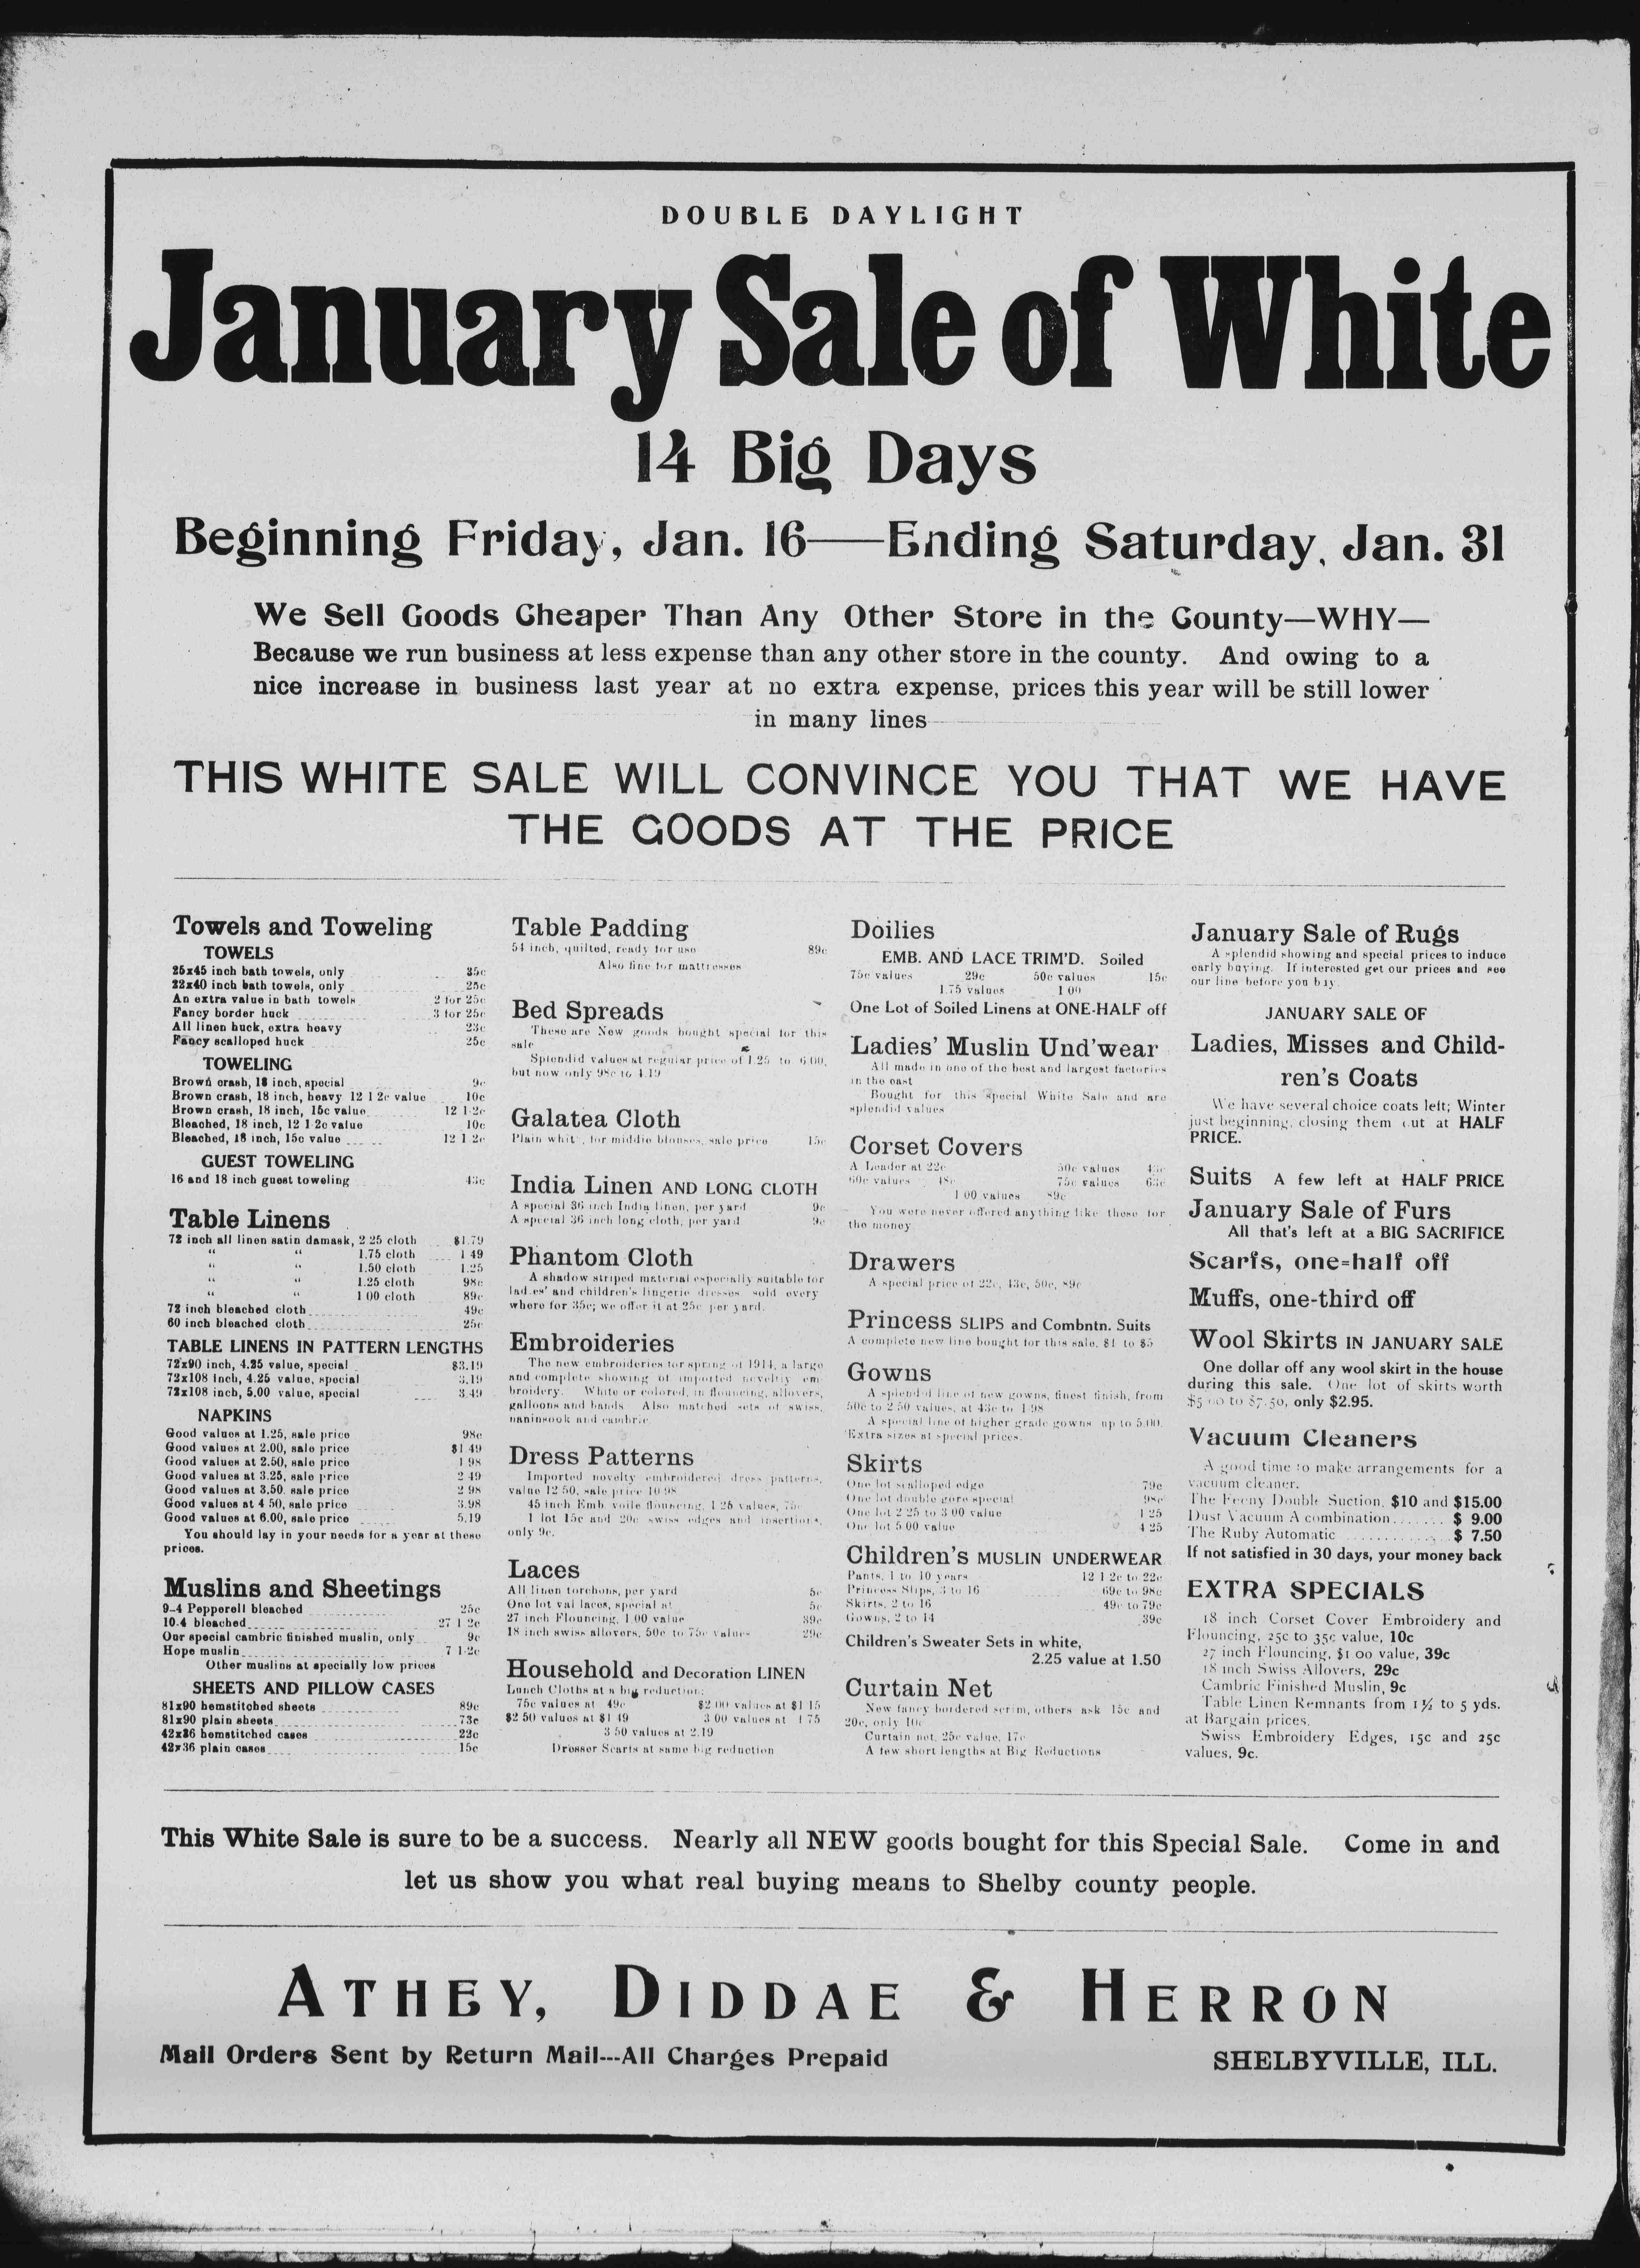 DOUBLE DAYLIGHT
January Sale of White
14 Big Days
Beginning Friday, Jan. 16—Ending Saturday, Jan. 31
We Sell Goods Cheaper Than Any Other Store in the County—WHY—
Because we run business at less expense than any other store in the county. And owing to a
nice increase in business last year at no extra expense, prices this year will be still lower
in many lines
THIS WHITE SALE WILL CONVINCE YOU THAT WE HAVE
THE GOODS AT THE PRICE
Towels and Toweling
TOWELS
25x45 inch bath towels, only 35c
22x40 inch bath towels, only 25c
An extra value in bath towels 2 for 25c
Fancy border huck 3 for 25c
All linen huck, extra heavy 23c
Fancy scalloped huck 25c
TOWELING
Brown crash, 18 inch, special 9c
Brown crash, 18 inch, heavy 12 1 2c value 10c
Brown crash, 18 inch, 15c value 12 1-2c
Bleached, 18 inch, 12 1-2c value 10c
Bleached, 18 inch, 15c value 12 1 2c
GUEST TOWELING
16 and 18 inch guest toweling 43c
Table Linens
72 inch all linen satin damask, 2 25 cloth $1.79
" " 1.75 cloth 1 49
" " 1.50 cloth 1.25
" " 1.25 cloth 98c
" " 1 00 cloth 89c
72 inch bleached cloth 49c
60 inch bleached cloth 25c
TABLE LINENS IN PATTERN LENGTHS
72x90 inch, 4.25 value, special $3.19
72x108 inch, 4.25 value, special 3.19
72x108 inch, 5.00 value, special 3.49
NAPKINS
Good values at 1.25, sale price 98c
Good values at 2.00, sale price $1 49
Good values at 2.50, sale price 1 98
Good values at 3.25, sale price 2 49
Good values at 3.50, sale price 2 98
Good values at 4 50, sale price 3.98
Good values at 6.00, sale price 5.19
You should lay in your needs for a year at these
prices.
Muslins and Sheetings
9-4 Pepperell bleached 25c
10-4 bleached 27 1 2c
Our special cambric finished muslin, only 9c
Hope muslin 7 1-2c
Other muslins at specially low prices
SHEETS AND PILLOW CASES
81x90 hemstitched sheets 89c
81x90 plain sheets 73c
42x36 hemstitched cases 22c
42x36 plain cases 15c
Table Padding
54 inch, quilted, ready for use 89c
Also fine for mattresses
Bed Spreads
These are New goods bought special for this
sale
Splendid values at regular price of 1.25 to 6.00,
but now only 98c to 4.19
Galatea Cloth
Plain white, for middie blouses, sale price 15c
India Linen AND LONG CLOTH
A special 36 inch India linen, per yard 9c
A special 36 inch long cloth, per yard 9c
Phantom Cloth
A shadow striped material especially suitable for
ladies' and children's lingerie dresses sold every
where for 35c; we offer it at 25c per yard.
Embroideries
The new embroideries for spring of 1914, a large
and complete showing of imported novelty em
broidery. White or colored, in flouncing, allovers,
galloons and bands Also matched sets of swiss,
naninsook and cambric.
Dress Patterns
Imported novelty embroidered dress patterns,
value 12 50, sale price 10 98
45 inch Emb. voile flouncing, 1 25 values, 75c
1 lot 15c and 20c swiss edges and insertions,
only 9c.
Laces
All linen torchons, per yard 5c
One lot val laces, special at 5c
27 inch Flouncing, 1.00 value 39c
18 inch swiss allovers, 50c to 75c values 29c
Household and Decoration LINEN
Lunch Cloths at a big reduction:
75c values at 49c $2 00 values at $1 15
$2 50 values at $1 49 3 00 values at 1 75
3 50 values at 2.19
Dresser Scarfs at same big reduction
Doilies
EMB. AND LACE TRIM'D. Soiled
75c values 29c 50c values 15c
1.75 values 1 00
One Lot of Soiled Linens at ONE-HALF off
Ladies' Muslin Und'wear
All made in one of the best and largest factories
in the east
Bought for this special White Sale and are
splendid values
Corset Covers
A Leader at 22c 50c values 43c
60c values 48c 75c values 63c
1 00 values 89c
You were never offered anything like these for
the money
Drawers
A special price of 22c, 43c, 50c, 89c
Princess SLIPS and Combntn. Suits
A complete new line bought for this sale, $1 to $5
Gowns
A splendid line of new gowns, finest finish, from
50c to 2 50 values, at 43c to 1 98
A special line of higher grade gowns up to 5.00.
Extra sizes at special prices.
Skirts
One lot scalloped edge 79c
One lot double gore special 98c
One lot 2 25 to 3 00 value 1 25
One lot 5 00 value 4 25
Children's MUSLIN UNDERWEAR
Pants, 1 to 10 years 12 1 2c to 22c
Princess Slips, 3 to 16 69c to 98c
Skirts, 2 to 16 49c to 79c
Gowns, 2 to 14 39c
Children's Sweater Sets in white,
2.25 value at 1.50
Curtain Net
New fancy bordered scrim, others ask 15c and
20c, only 10c
Curtain net, 25c value, 17c
A few short lengths at Big Reductions
January Sale of Rugs
A splendid showing and special prices to induce
early buying. If interested get our prices and see
our line before you buy.
JANUARY SALE OF
Ladies, Misses and Child-
ren's Coats
We have several choice coats left; Winter
just beginning, closing them out at HALF
PRICE.
Suits A few left at HALF PRICE
January Sale of Furs
All that's left at a BIG SACRIFICE
Scarfs, one=half off
Muffs, one-third off
Wool Skirts IN JANUARY SALE
One dollar off any wool skirt in the house
during this sale. One lot of skirts worth
$5 00 to $7.50, only $2.95.
Vacuum Cleaners
A good time to make arrangements for a
vacuum cleaner.
The Feeny Double Suction, $10 and $15.00
Dust Vacuum A combination....... $ 9.00
The Ruby Automatic ............. $ 7.50
If not satisfied in 30 days, your money back
EXTRA SPECIALS
18 inch Corset Cover Embroidery and
Flouncing, 25c to 35c value, 10c
27 inch Flouncing, $1 00 value, 39c
18 inch Swiss Allovers, 29c
Cambric Finished Muslin, 9c
Table Linen Remnants from 1½ to 5 yds.
at Bargain prices.
Swiss Embroidery Edges, 15c and 25c
values, 9c.
This White Sale is sure to be a success. Nearly all NEW goods bought for this Special Sale. Come in and
let us show you what real buying means to Shelby county people.
ATHEY, DIDDAE & HERRON
Mail Orders Sent by Return Mail---All Charges Prepaid
SHELBYVILLE, ILL.